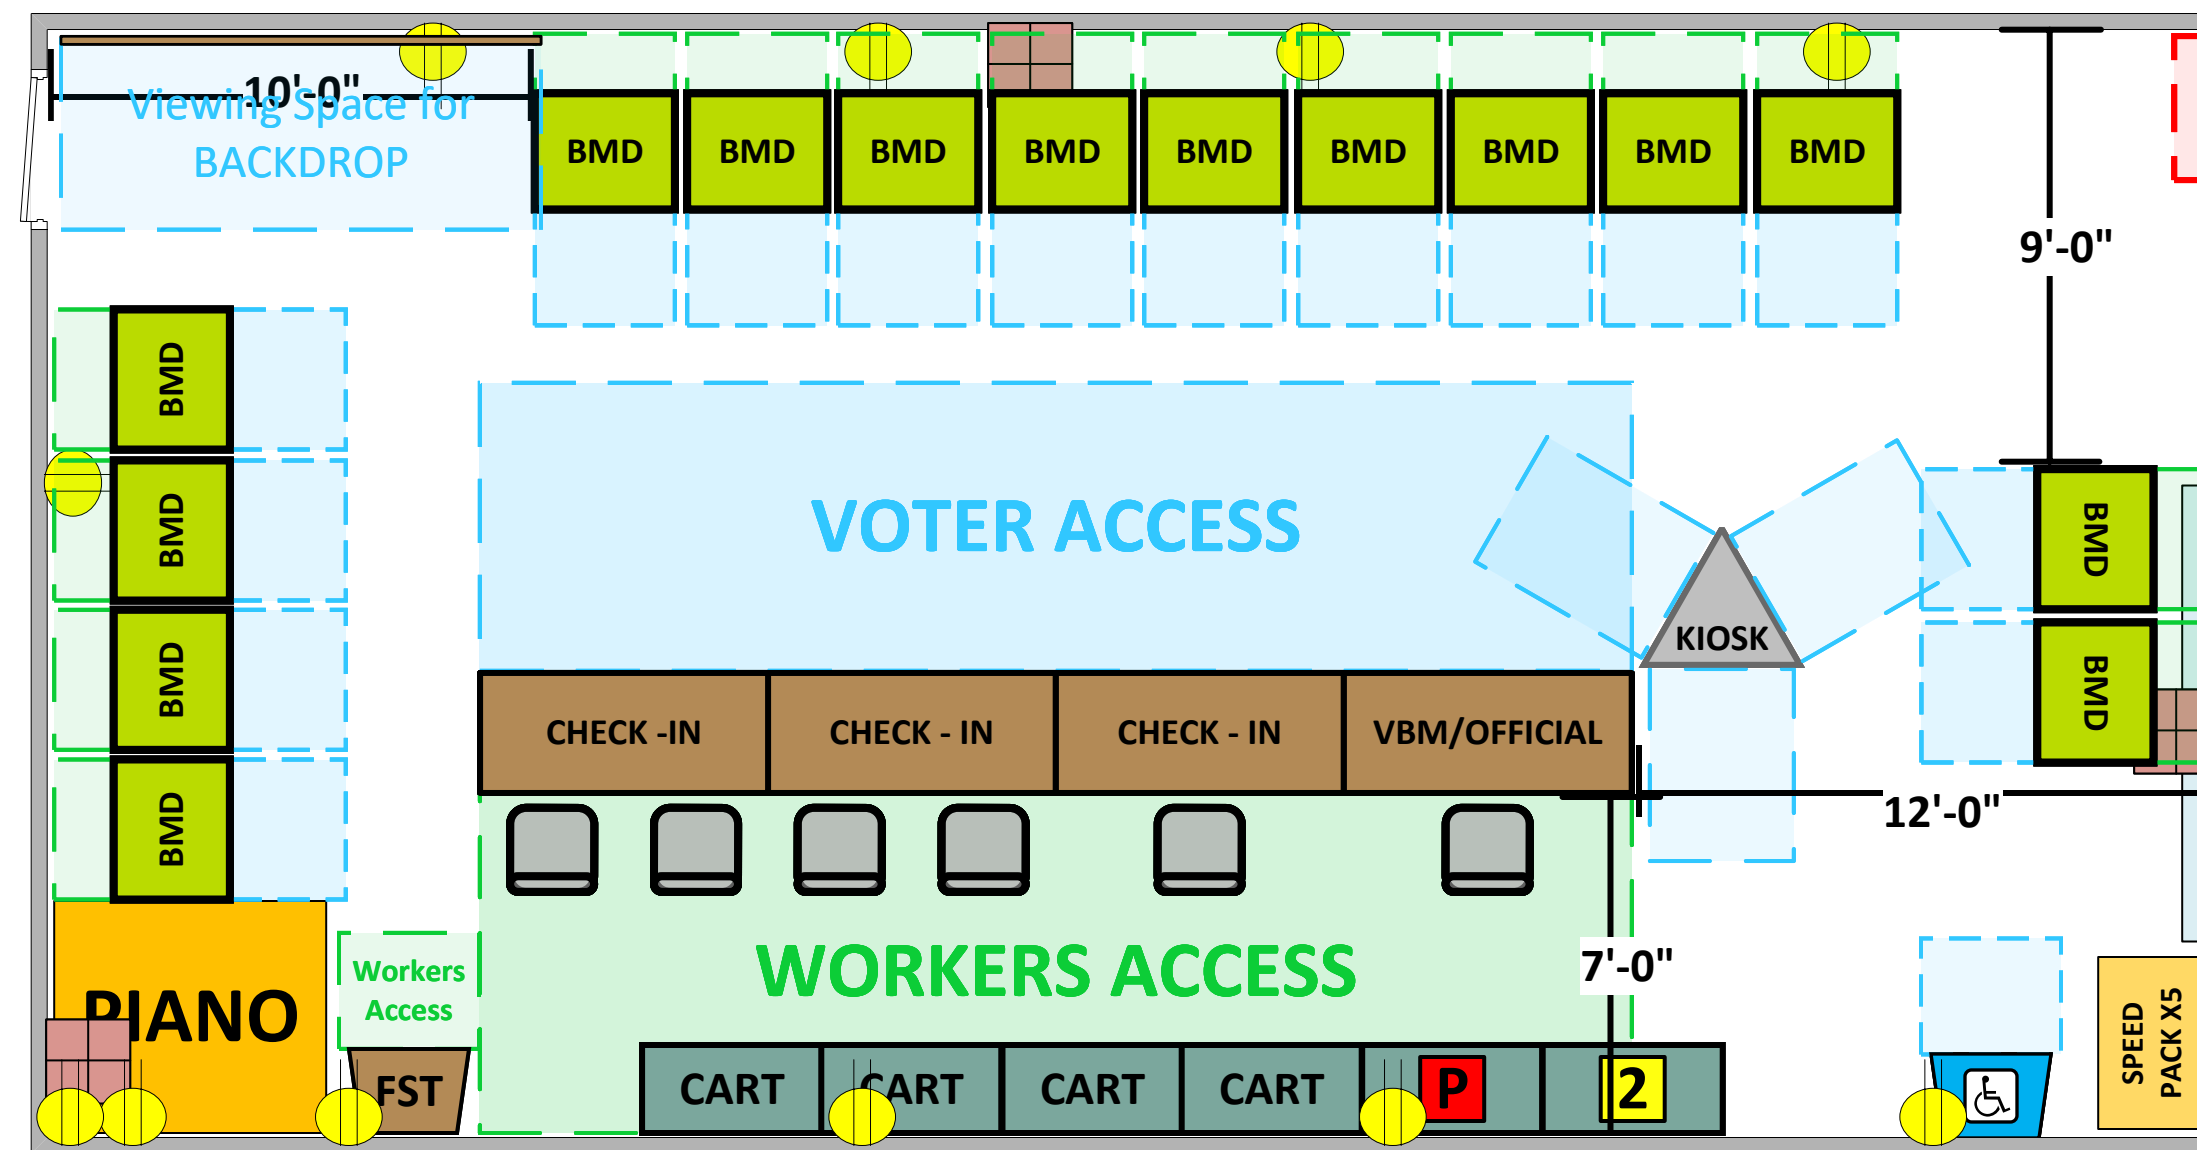 10'-0"
Viewing Space for
BACKDROP
BMD
BMD
BMD
BMD
BMD
BMD
BMD
BMD
BMD
9'-0"
BMD
BMD
BMD
BMD
VOTER ACCESS
KIOSK
BMD
BMD
CHECK -IN
CHECK - IN
CHECK - IN
VBM/OFFICIAL
12'-0"
WORKERS ACCESS
7'-0"
Workers
Access
PIANO
FST
CART
CART
CART
CART
P
2
SPEED
PACK X5